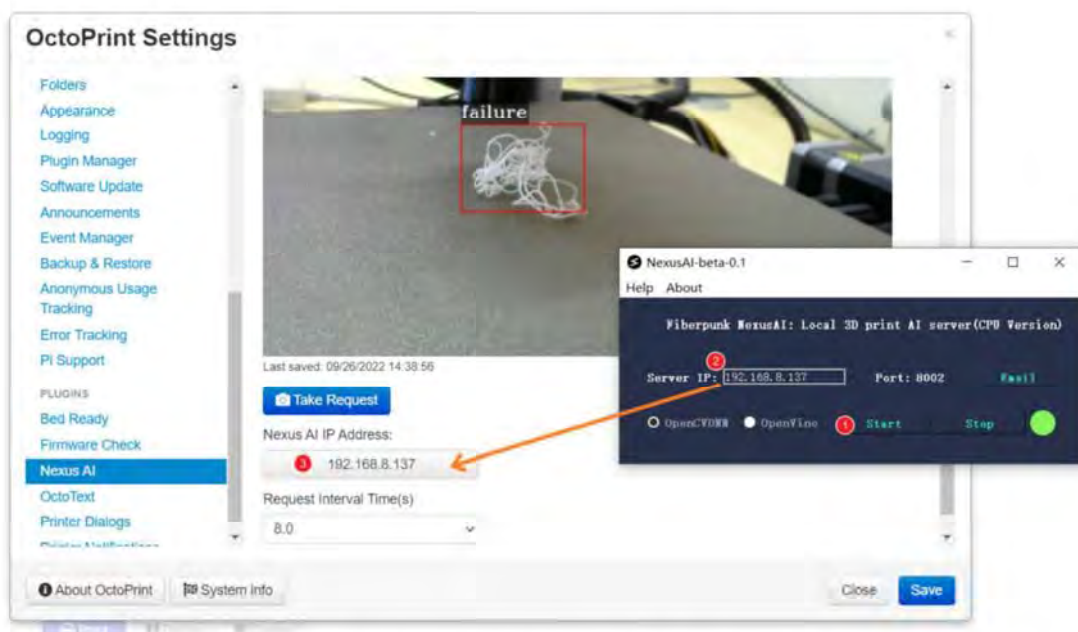 OctoPrint Settings
Folders
Appearance
Logging
Plugin Manager
Software Update
Announcements
Event Manager
Backup & Restore
Anonymous Usage
Tracking
Error Tracking
Pi Support
PLUGINS
Bed Ready
Firmware Check
Nexus AI
OctoText
Printer Dialogs
failure
Last saved: 09/26/2022 14:38:56
Take Request
Nexus AI IP Address:
3 192.168.8.137
Request Interval Time(s)
8.0
About OctoPrint
System Info
Close
Save
NexusAI-beta-0.1
Help About
Fiberpunk NexusAI: Local 3D print AI server(CPU Version)
2
Server IP: 192.168.8.137 Port: 8002 Email
OpenCVDNN OpenVino 1 Start Stop